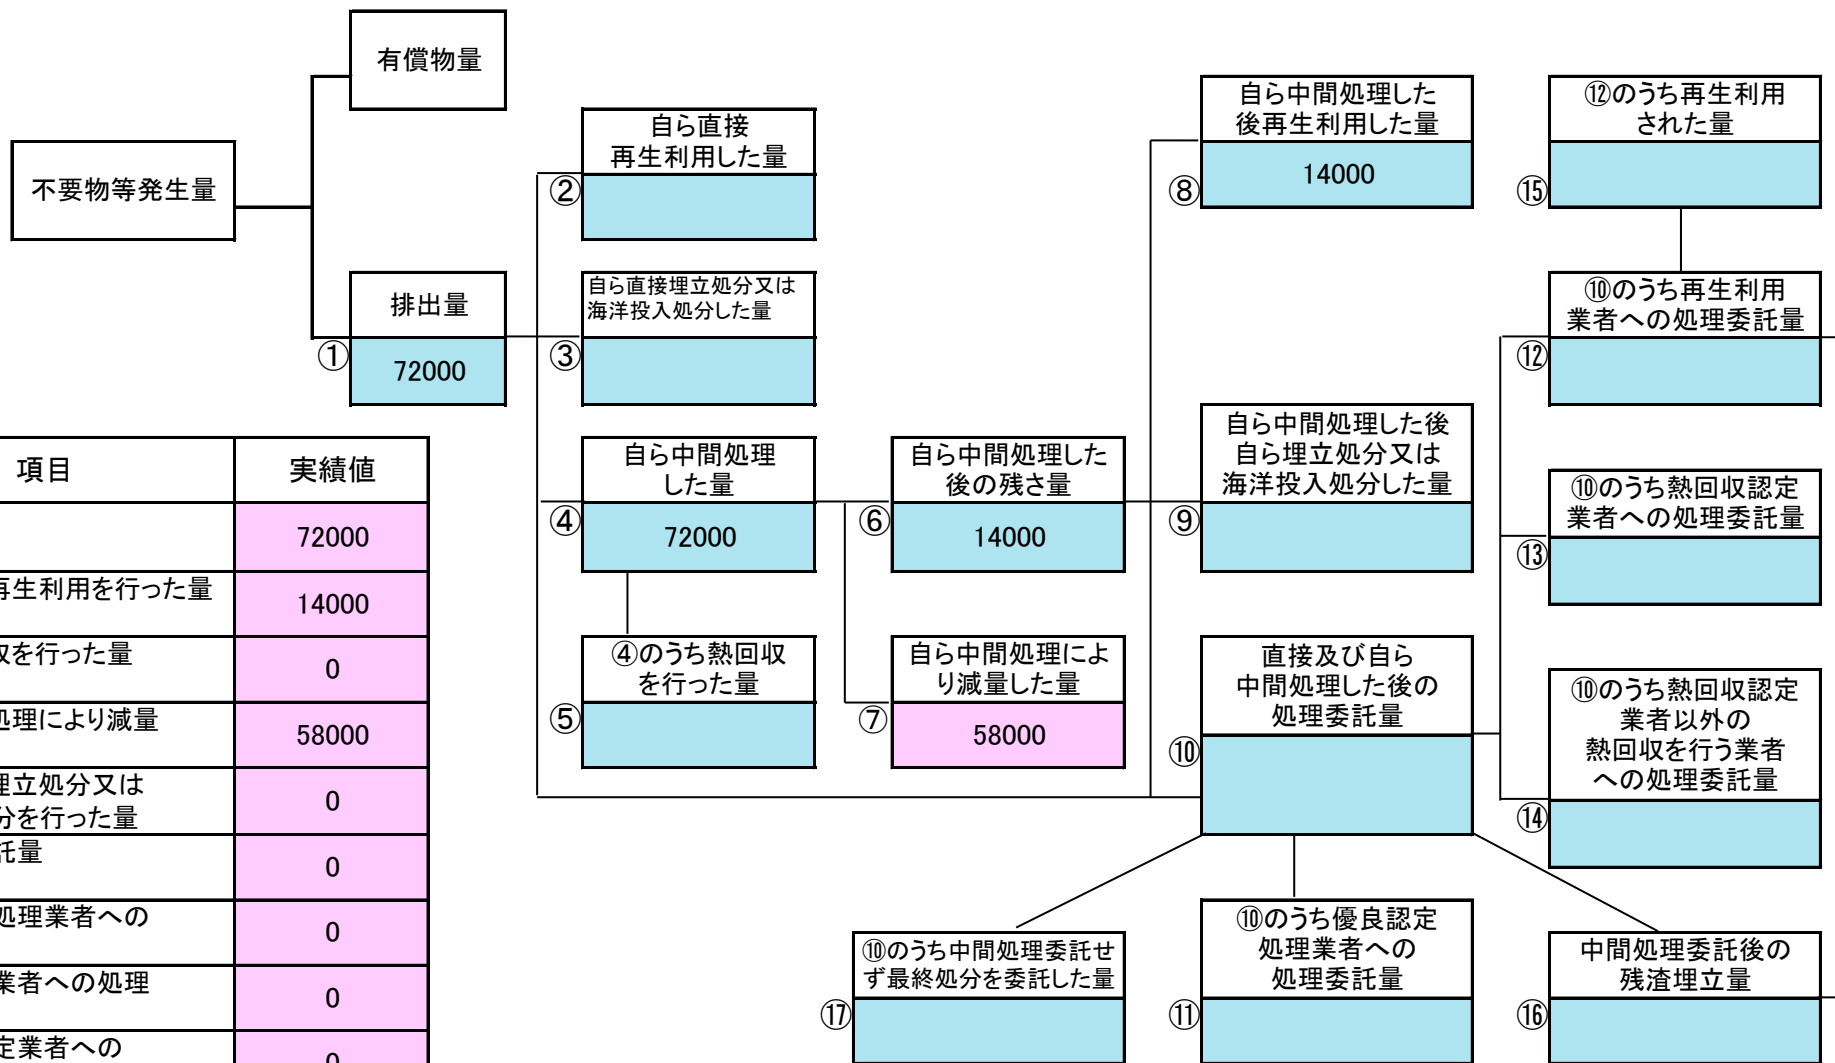 有償物量
不要物等発生量
排出量
①
72000
自ら直接
再生利用した量
②
自ら直接埋立処分又は
海洋投入処分した量
③
自ら中間処理
した量
④
72000
④のうち熱回収
を行った量
⑤
自ら中間処理した
後の残さ量
⑥
14000
自ら中間処理によ
り減量した量
⑦
58000
自ら中間処理した
後再生利用した量
⑧
14000
自ら中間処理した後
自ら埋立処分又は
海洋投入処分した量
⑨
直接及び自ら
中間処理した後の
処理委託量
⑩
⑩のうち優良認定
処理業者への
処理委託量
⑪
⑫のうち再生利用
された量
⑮
⑩のうち再生利用
業者への処理委託量
⑫
⑩のうち熱回収認定
業者への処理委託量
⑬
⑩のうち熱回収認定
業者以外の
熱回収を行う業者
への処理委託量
⑭
中間処理委託後の
残渣埋立量
⑯
⑩のうち中間処理委託せ
ず最終処分を委託した量
⑰
項目 実績値
72000
再生利用を行った量 14000
を行った量 0
処理により減量 58000
埋立処分又は
分を行った量 0
託量 0
処理業者への 0
業者への処理 0
定業者への 0